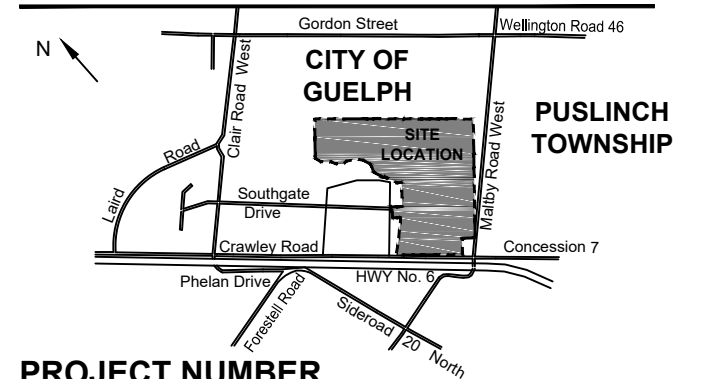 Gordon Street
Wellington Road 46
N
CITY OF
GUELPH
Clair Road West
PUSLINCH
TOWNSHIP
SITE
LOCATION
Maltby Road West
Laird Road
Southgate
Drive
Crawley Road
Concession 7
Phelan Drive
HWY No. 6
Forestell Road
Sideroad 20 North
PROJECT NUMBER